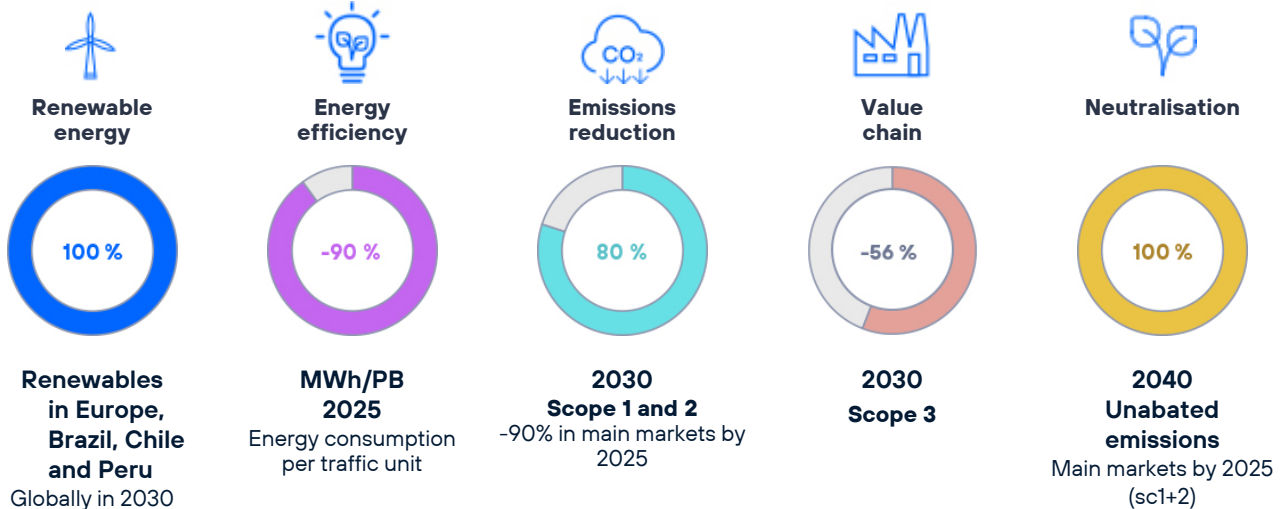 CO₂
Renewable
energy
Energy
efficiency
Emissions
reduction
Value
chain
Neutralisation
100 %
-90 %
80 %
-56 %
100 %
Renewables
in Europe,
Brazil, Chile
and Peru
Globally in 2030
MWh/PB
2025
Energy consumption
per traffic unit
2030
Scope 1 and 2
-90% in main markets by
2025
2030
Scope 3
2040
Unabated
emissions
Main markets by 2025
(sc1+2)